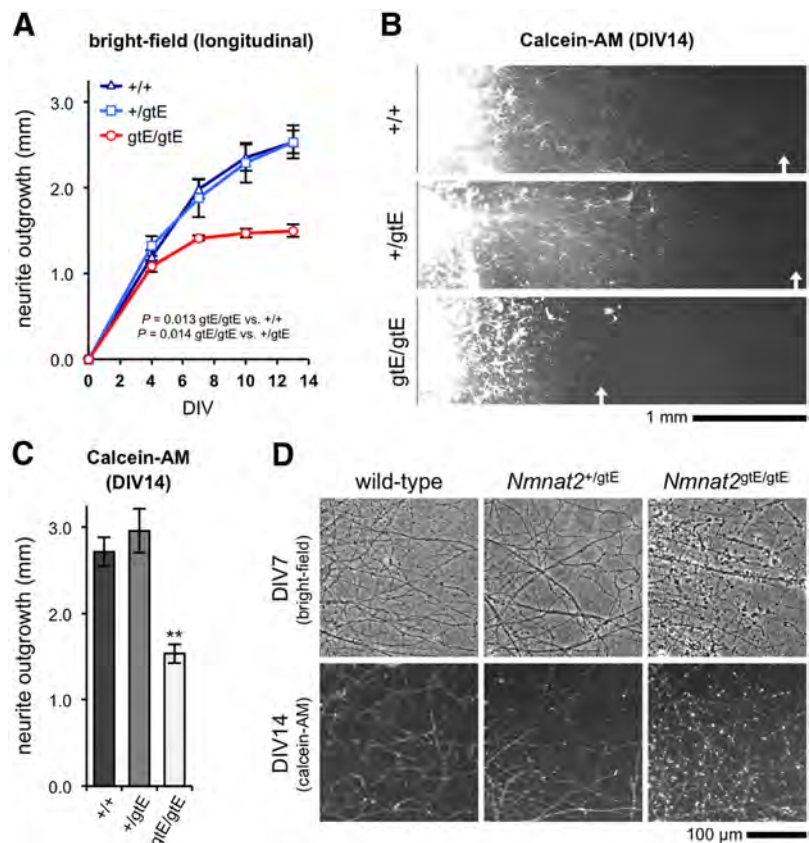 A
bright-field (longitudinal)
+/+
+/gtE
gtE/gtE
neurite outgrowth (mm)
3.0
2.0
1.0
0.0
P = 0.013 gtE/gtE vs. +/+
P = 0.014 gtE/gtE vs. +/gtE
0 2 4 6 8 10 12 14
DIV
B
Calcein-AM (DIV14)
+/+
+/gtE
gtE/gtE
1 mm
C
Calcein-AM
(DIV14)
neurite outgrowth (mm)
3.0
2.0
1.0
0.0
**
+/+
+/gtE
gtE/gtE
D
wild-type Nmnat2+/gtE Nmnat2gtE/gtE
DIV7
(bright-field)
DIV14
(calcein-AM)
100 µm